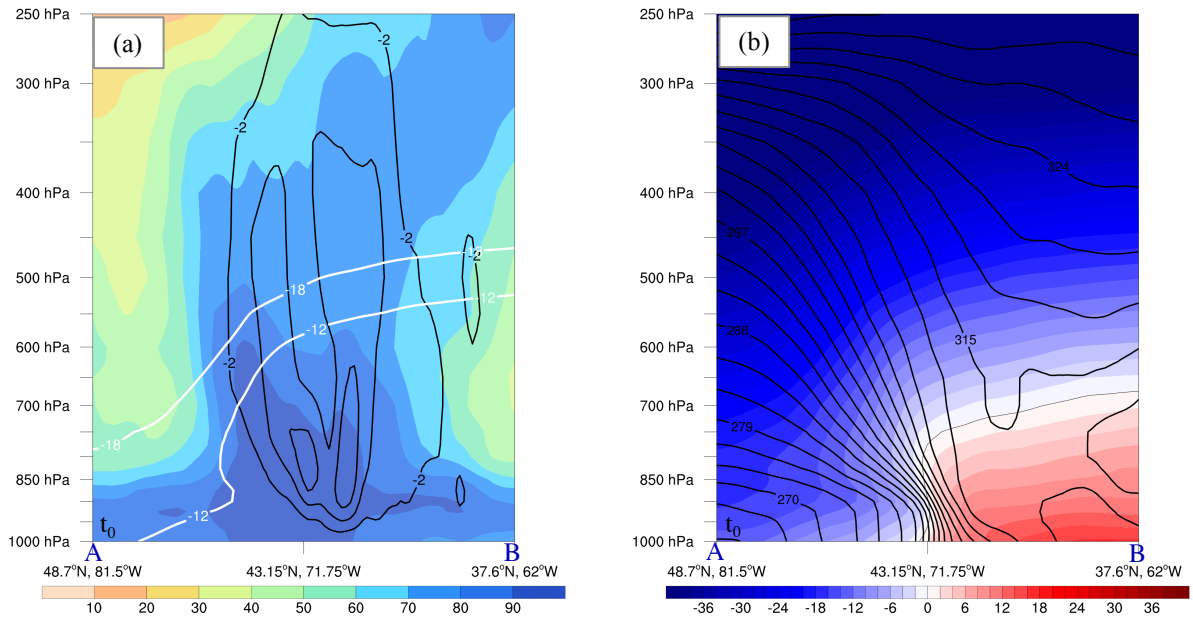 250 hPa
(a)
-2
300 hPa
-2
400 hPa
-2
-18
-2
500 hPa
-18
-12
-12
600 hPa
-2
700 hPa
-18
850 hPa
-2
-12
t0
1000 hPa
A
B
48.7°N, 81.5°W
43.15°N, 71.75°W
37.6°N, 62°W
10 20 30 40 50 60 70 80 90
250 hPa
(b)
300 hPa
324
400 hPa
297
500 hPa
288
315
600 hPa
700 hPa
279
850 hPa
270
t0
1000 hPa
A
B
48.7°N, 81.5°W
43.15°N, 71.75°W
37.6°N, 62°W
-36 -30 -24 -18 -12 -6 0 6 12 18 24 30 36